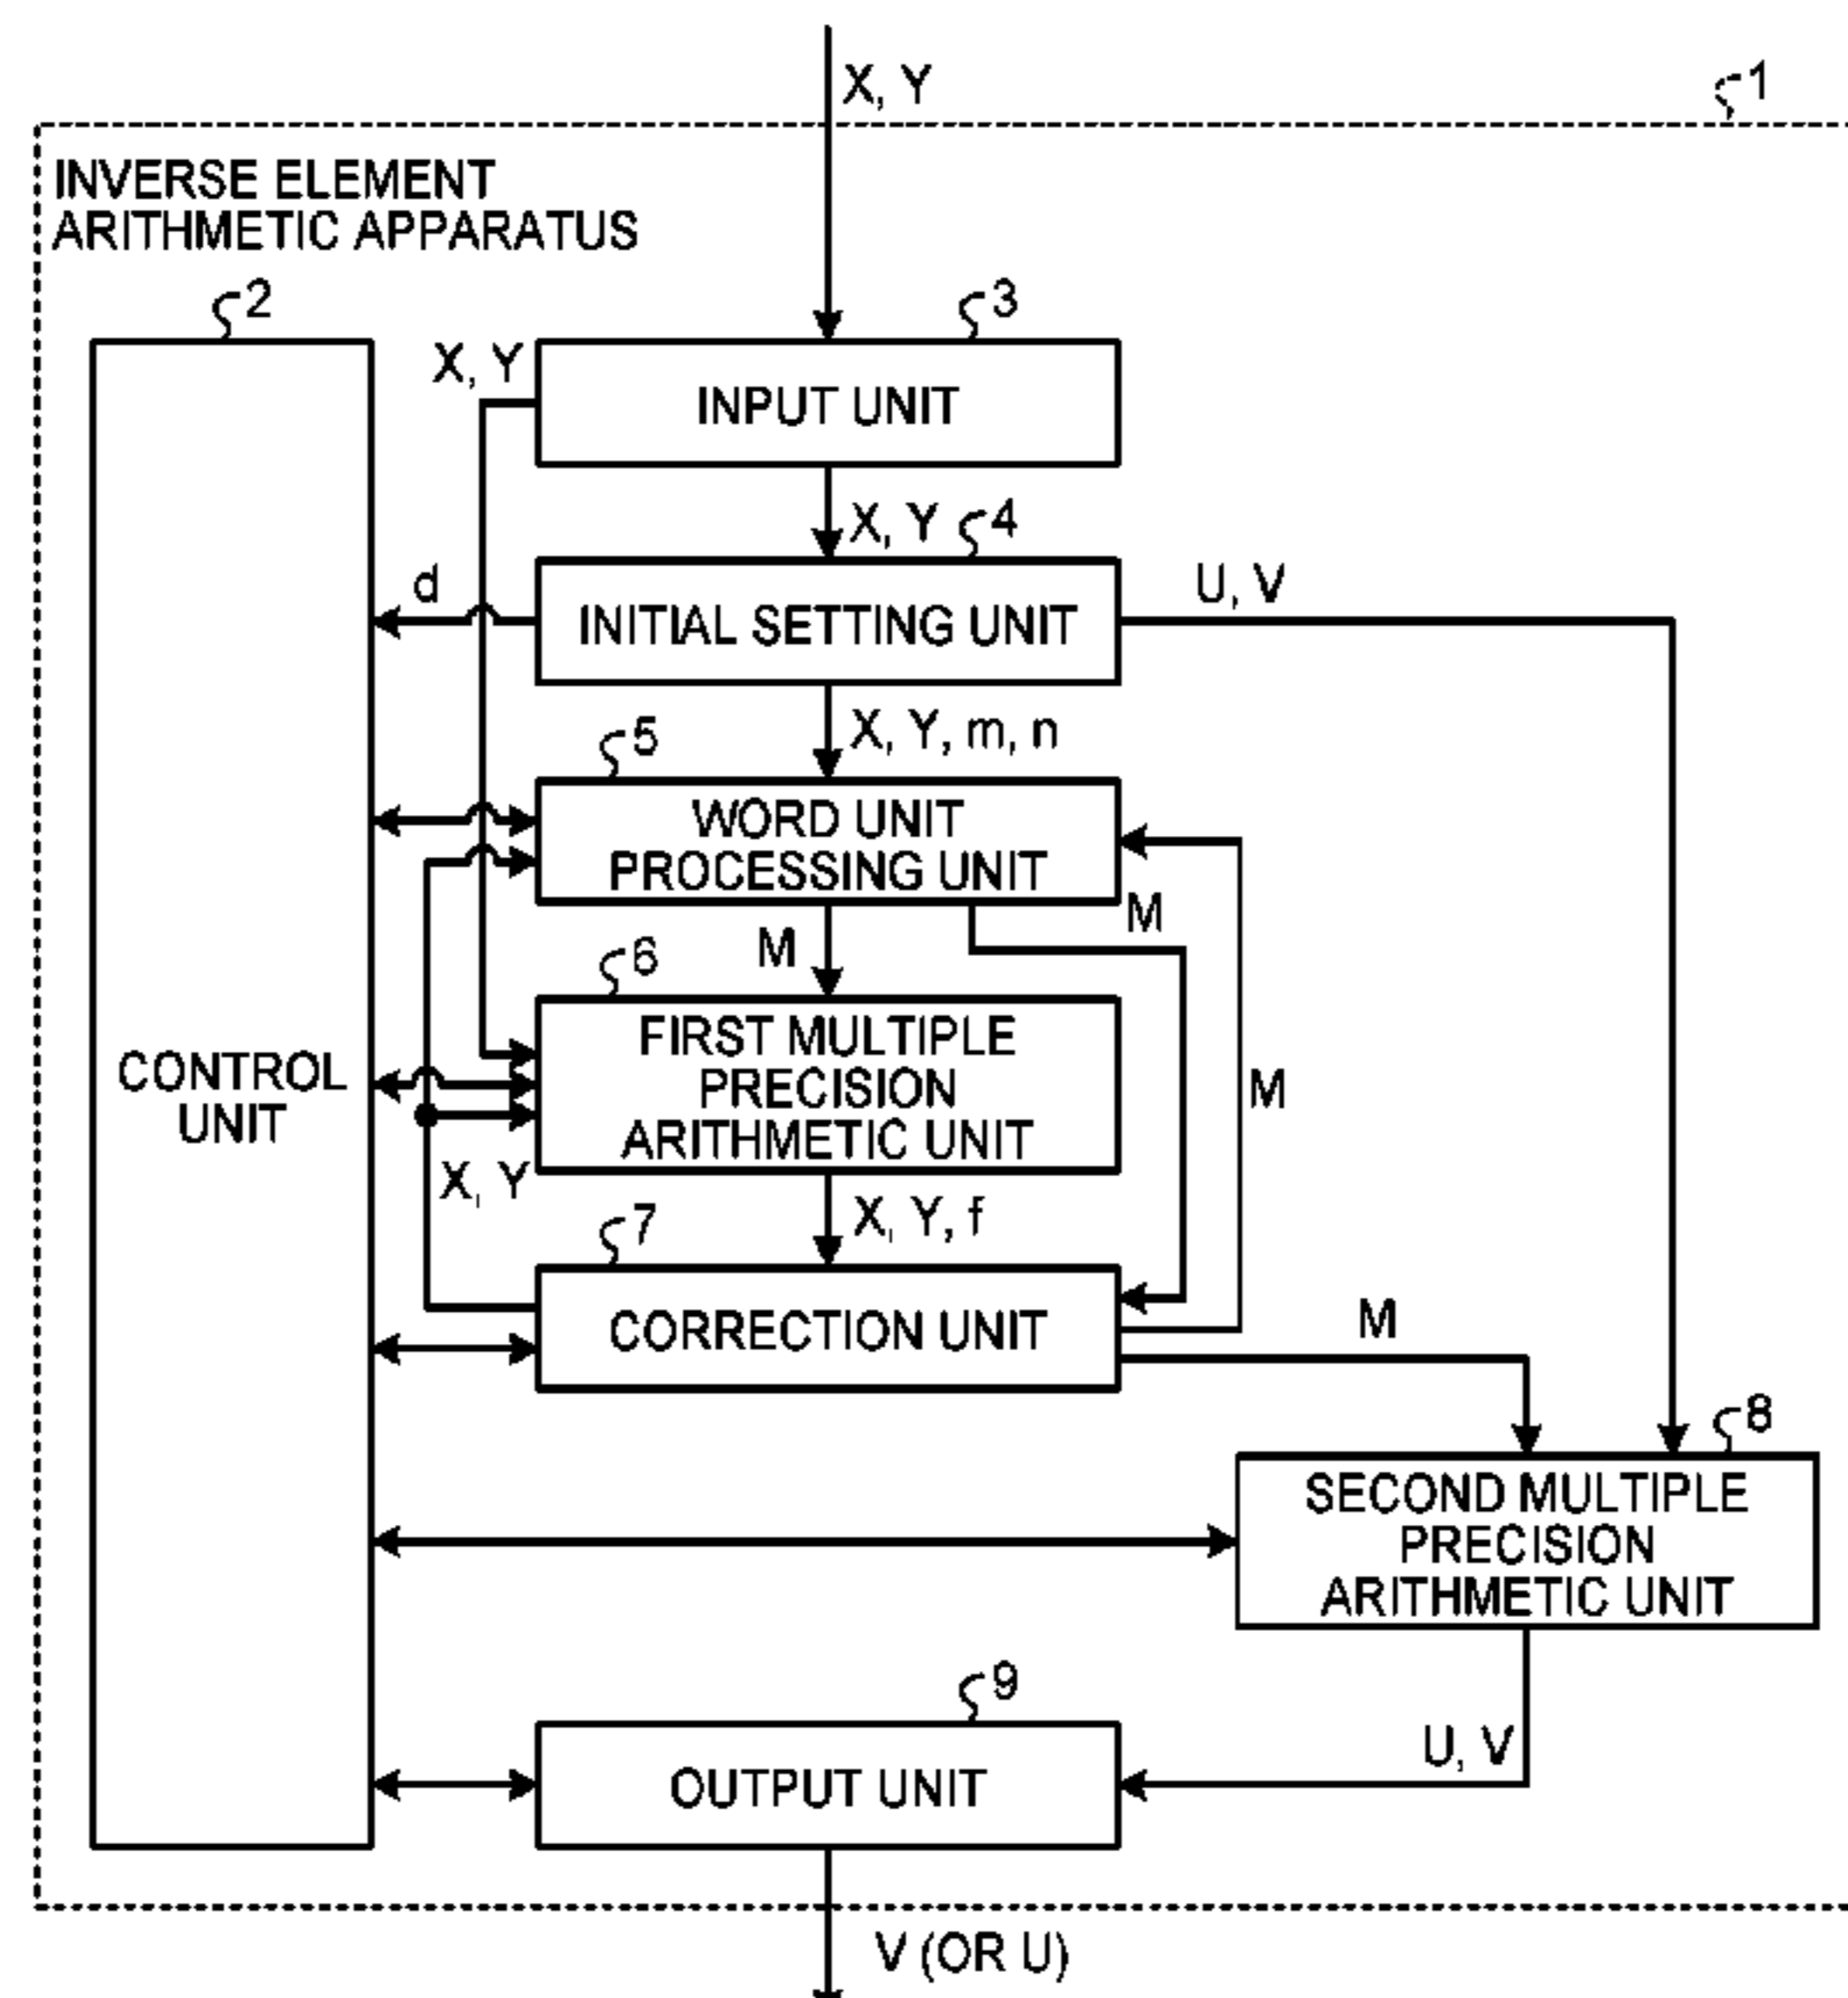 X, Y
1
INVERSE ELEMENT
ARITHMETIC APPARATUS
2
3
X, Y
INPUT UNIT
X, Y
4
d
U, V
INITIAL SETTING UNIT
X, Y, m, n
5
WORD UNIT
PROCESSING UNIT
M
M
6
FIRST MULTIPLE
PRECISION
ARITHMETIC UNIT
CONTROL
UNIT
M
X, Y
X, Y, f
7
CORRECTION UNIT
M
8
SECOND MULTIPLE
PRECISION
ARITHMETIC UNIT
9
U, V
OUTPUT UNIT
V (OR U)